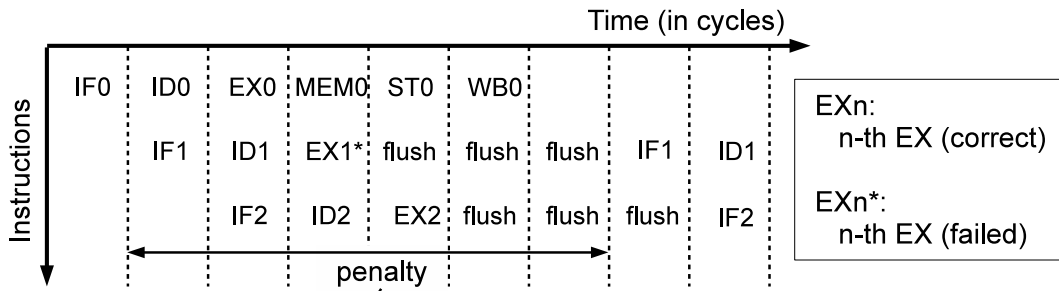 Time (in cycles)
Instructions
IF0 ID0 EX0 MEM0 ST0 WB0
IF1 ID1 EX1* flush flush flush IF1 ID1
IF2 ID2 EX2 flush flush flush IF2
penalty
EXn:
n-th EX (correct)
EXn*:
n-th EX (failed)